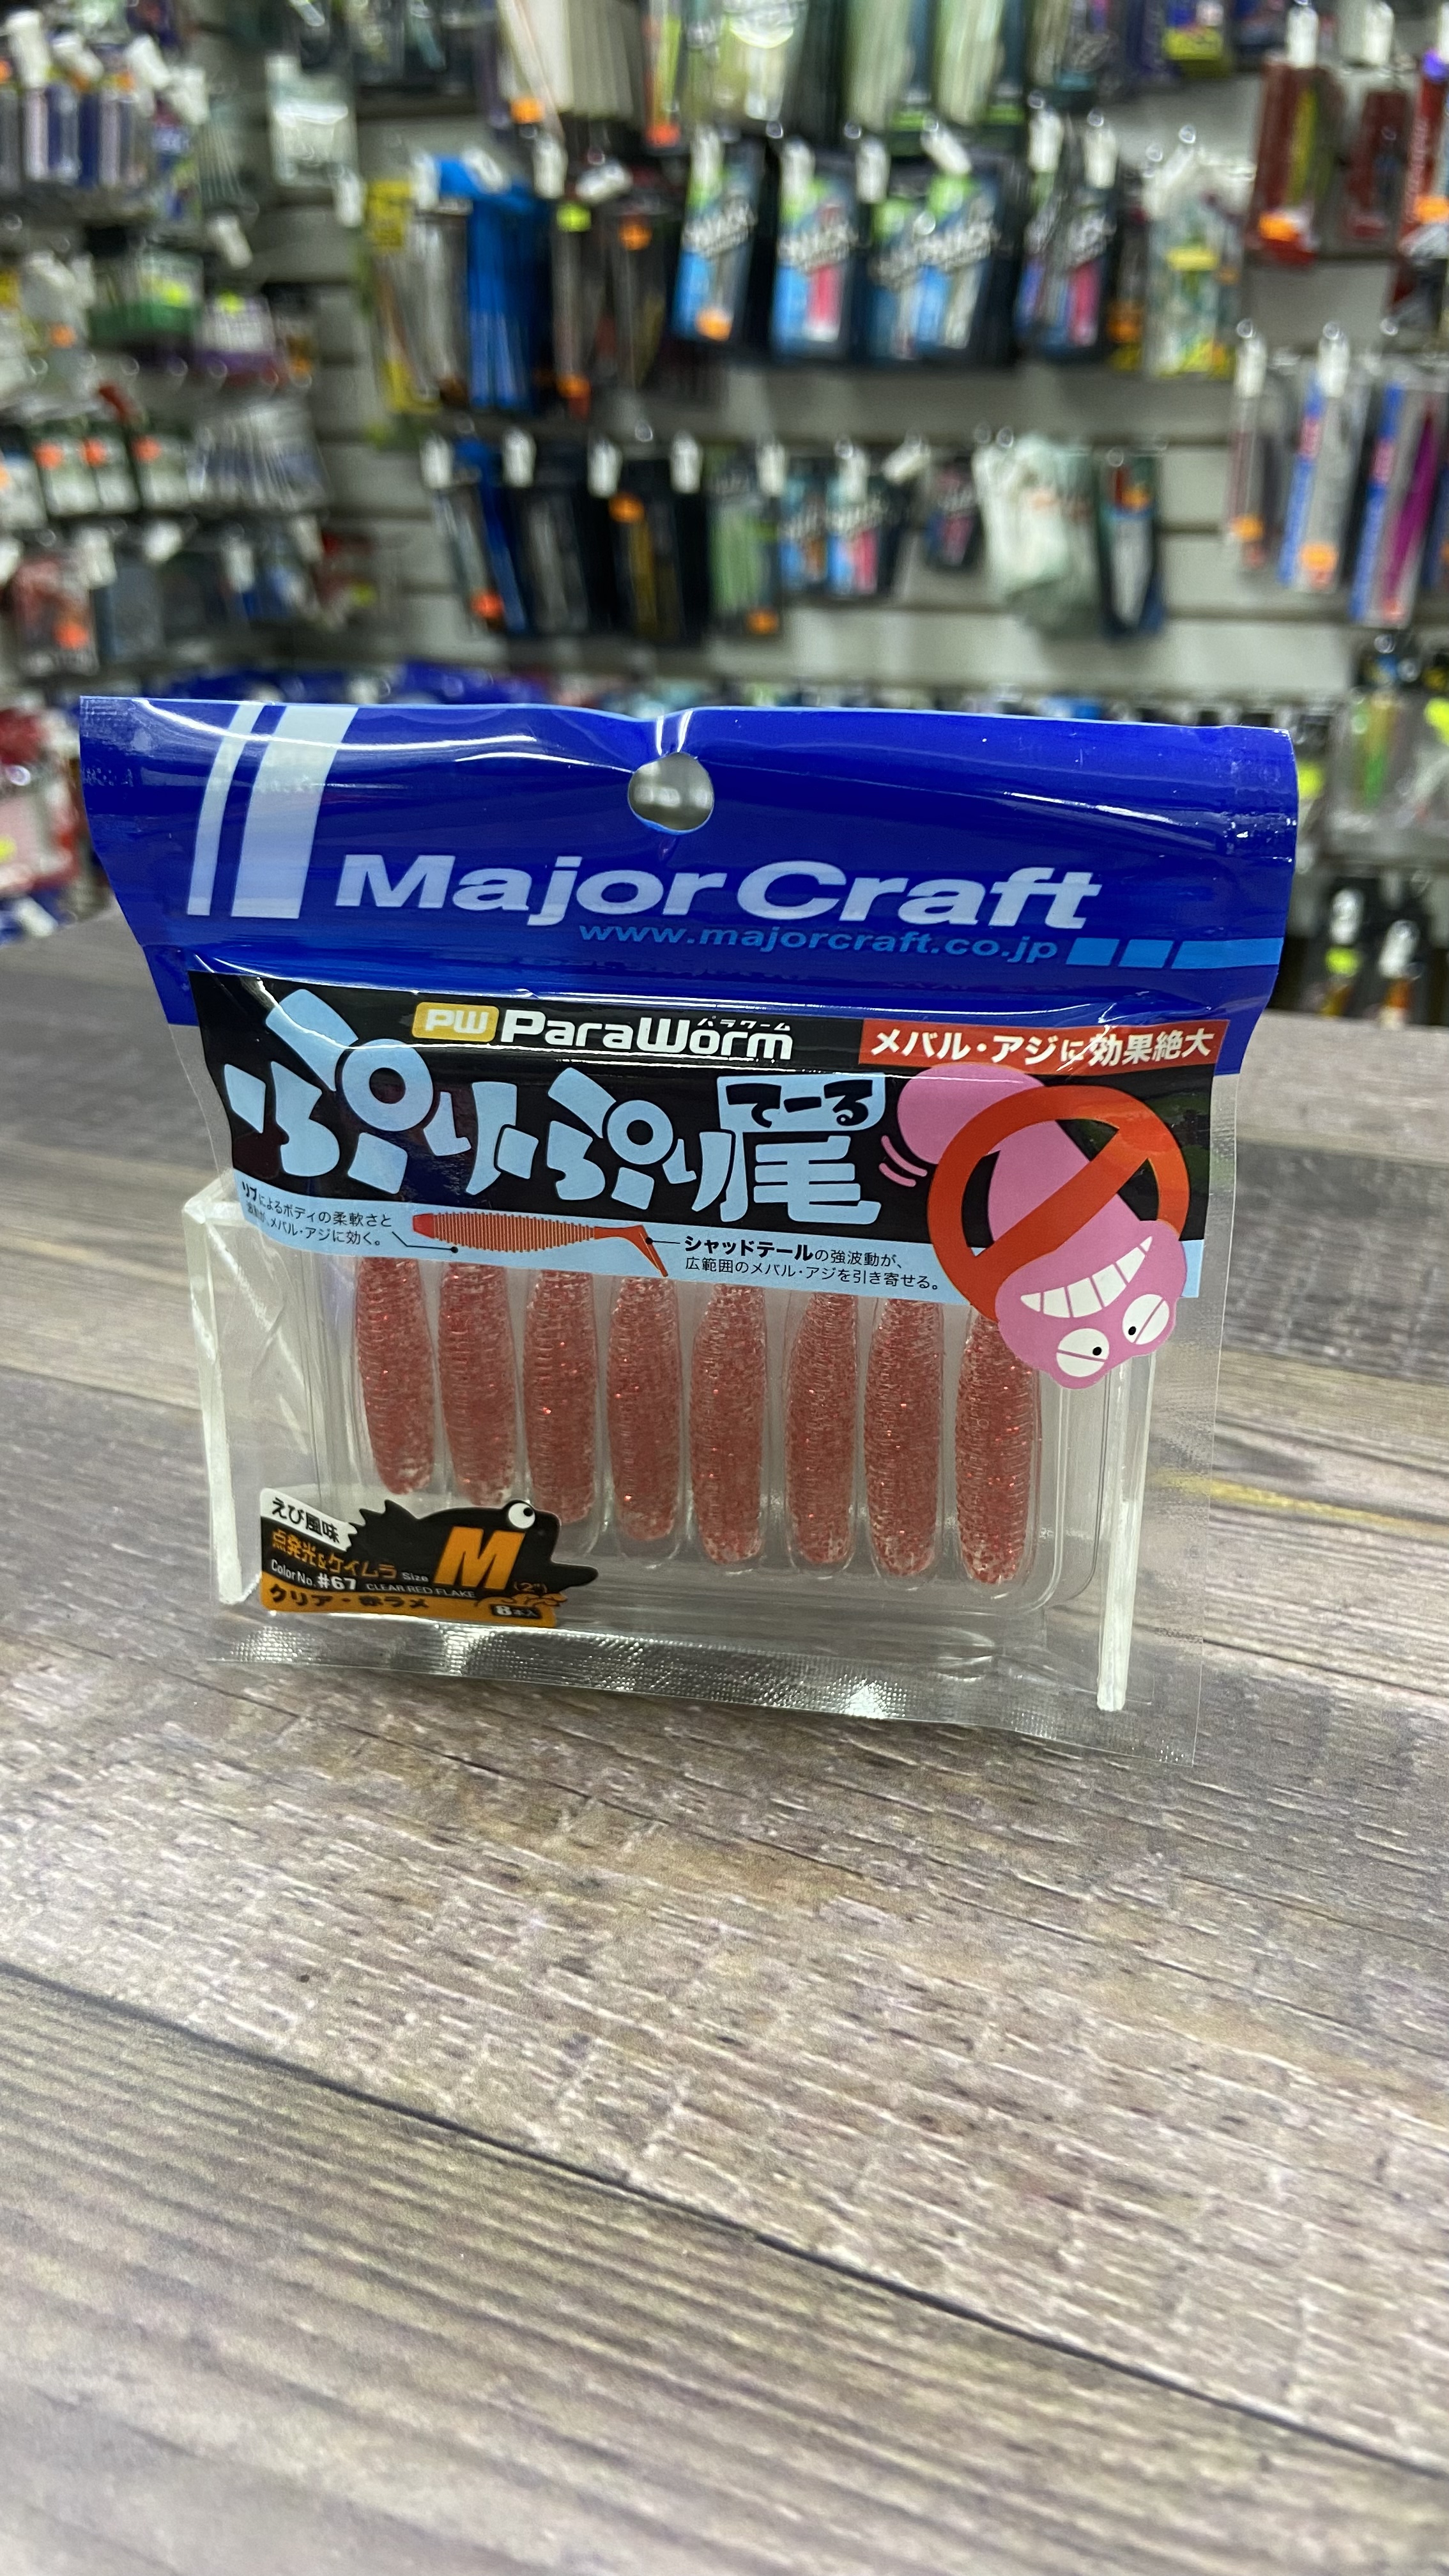 Major Craft
www.majorcraft.co.jp
PW ParaWorm
パラワーム
メバル・アジに効果絶大
ぷりぷり尾
てーる
リブによるボディの柔軟さと
メバル・アジに効く。
シャッドテールの強波動が、
広範囲のメバル・アジを引き寄せる。
えび風味
点発光&ケイムラ
Size M (2")
Color No. #67 CLEAR RED FLAKE
クリア・赤ラメ
8本入